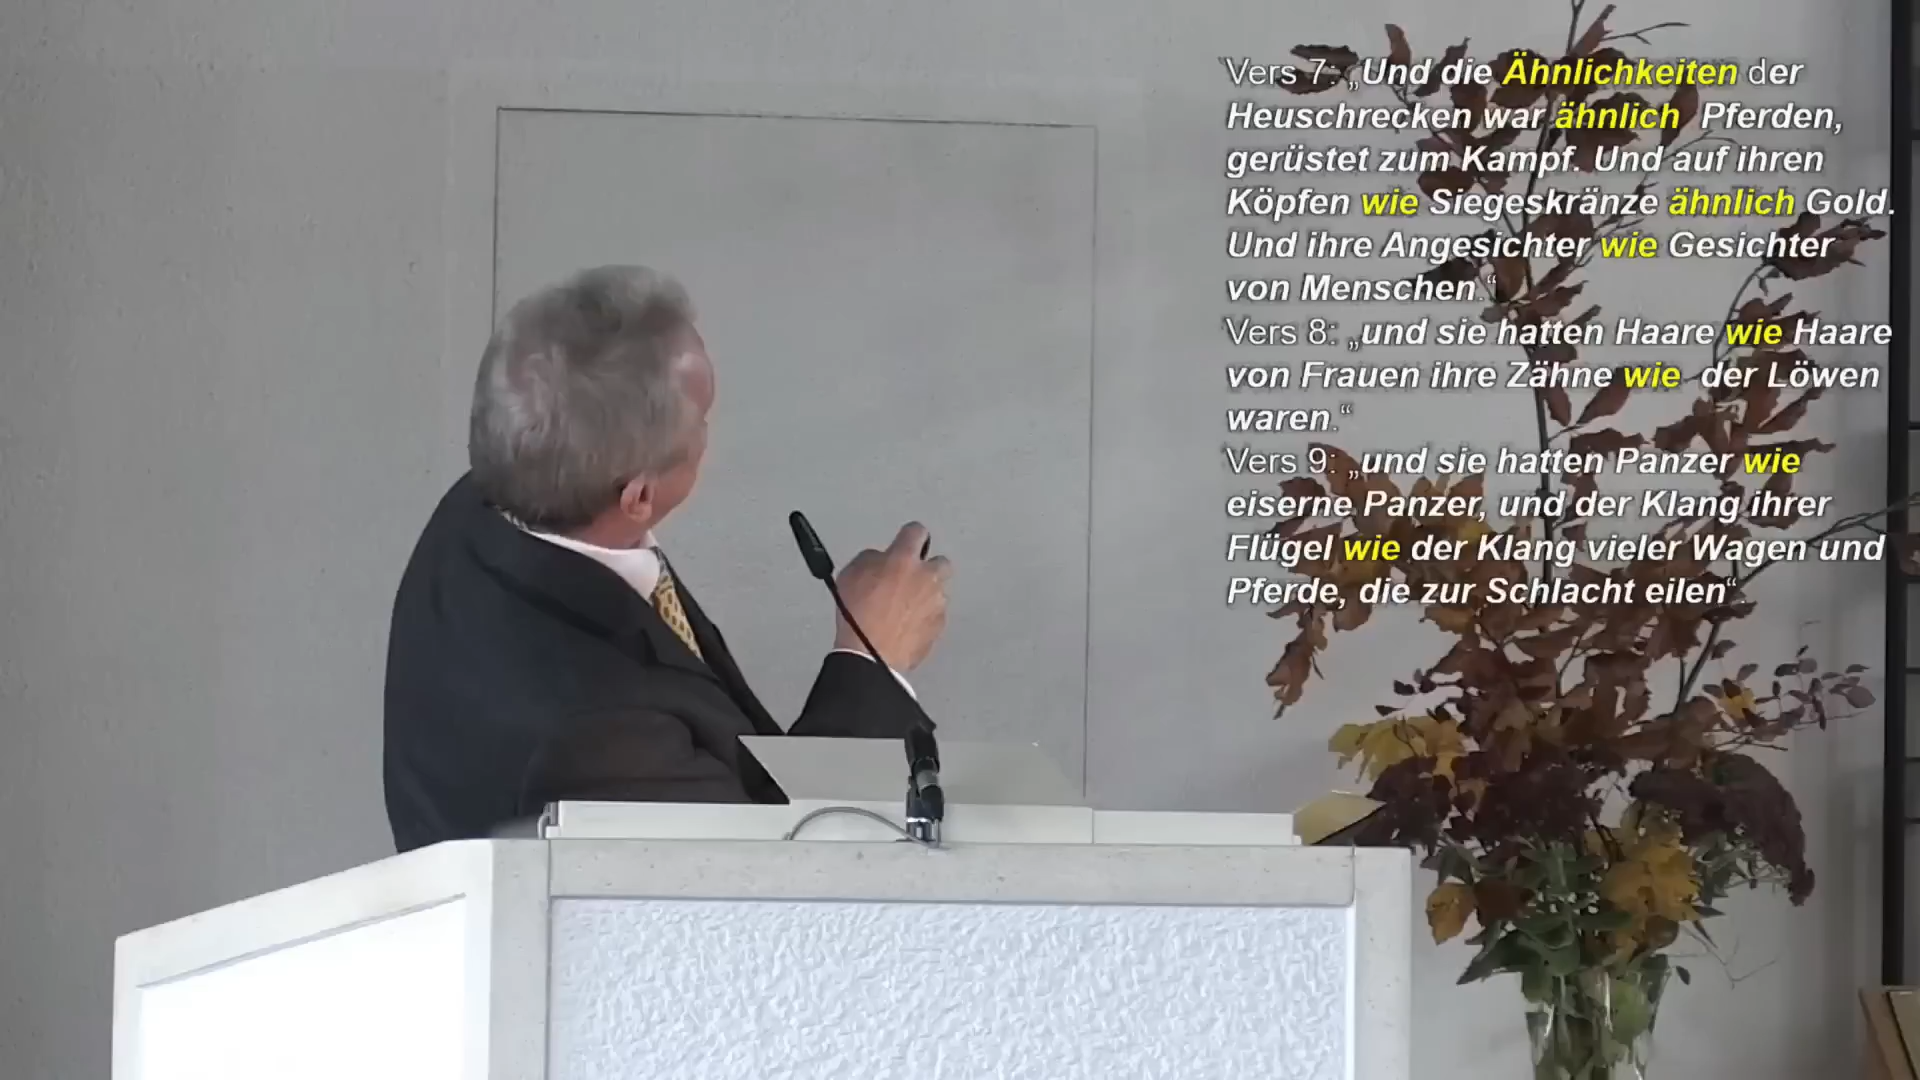 Vers 7: „Und die Ähnlichkeiten der
Heuschrecken war ähnlich Pferden,
gerüstet zum Kampf. Und auf ihren
Köpfen wie Siegeskränze ähnlich Gold.
Und ihre Angesichter wie Gesichter
von Menschen.“
Vers 8: „und sie hatten Haare wie Haare
von Frauen ihre Zähne wie der Löwen
waren.“
Vers 9: „und sie hatten Panzer wie
eiserne Panzer, und der Klang ihrer
Flügel wie der Klang vieler Wagen und
Pferde, die zur Schlacht eilen“.